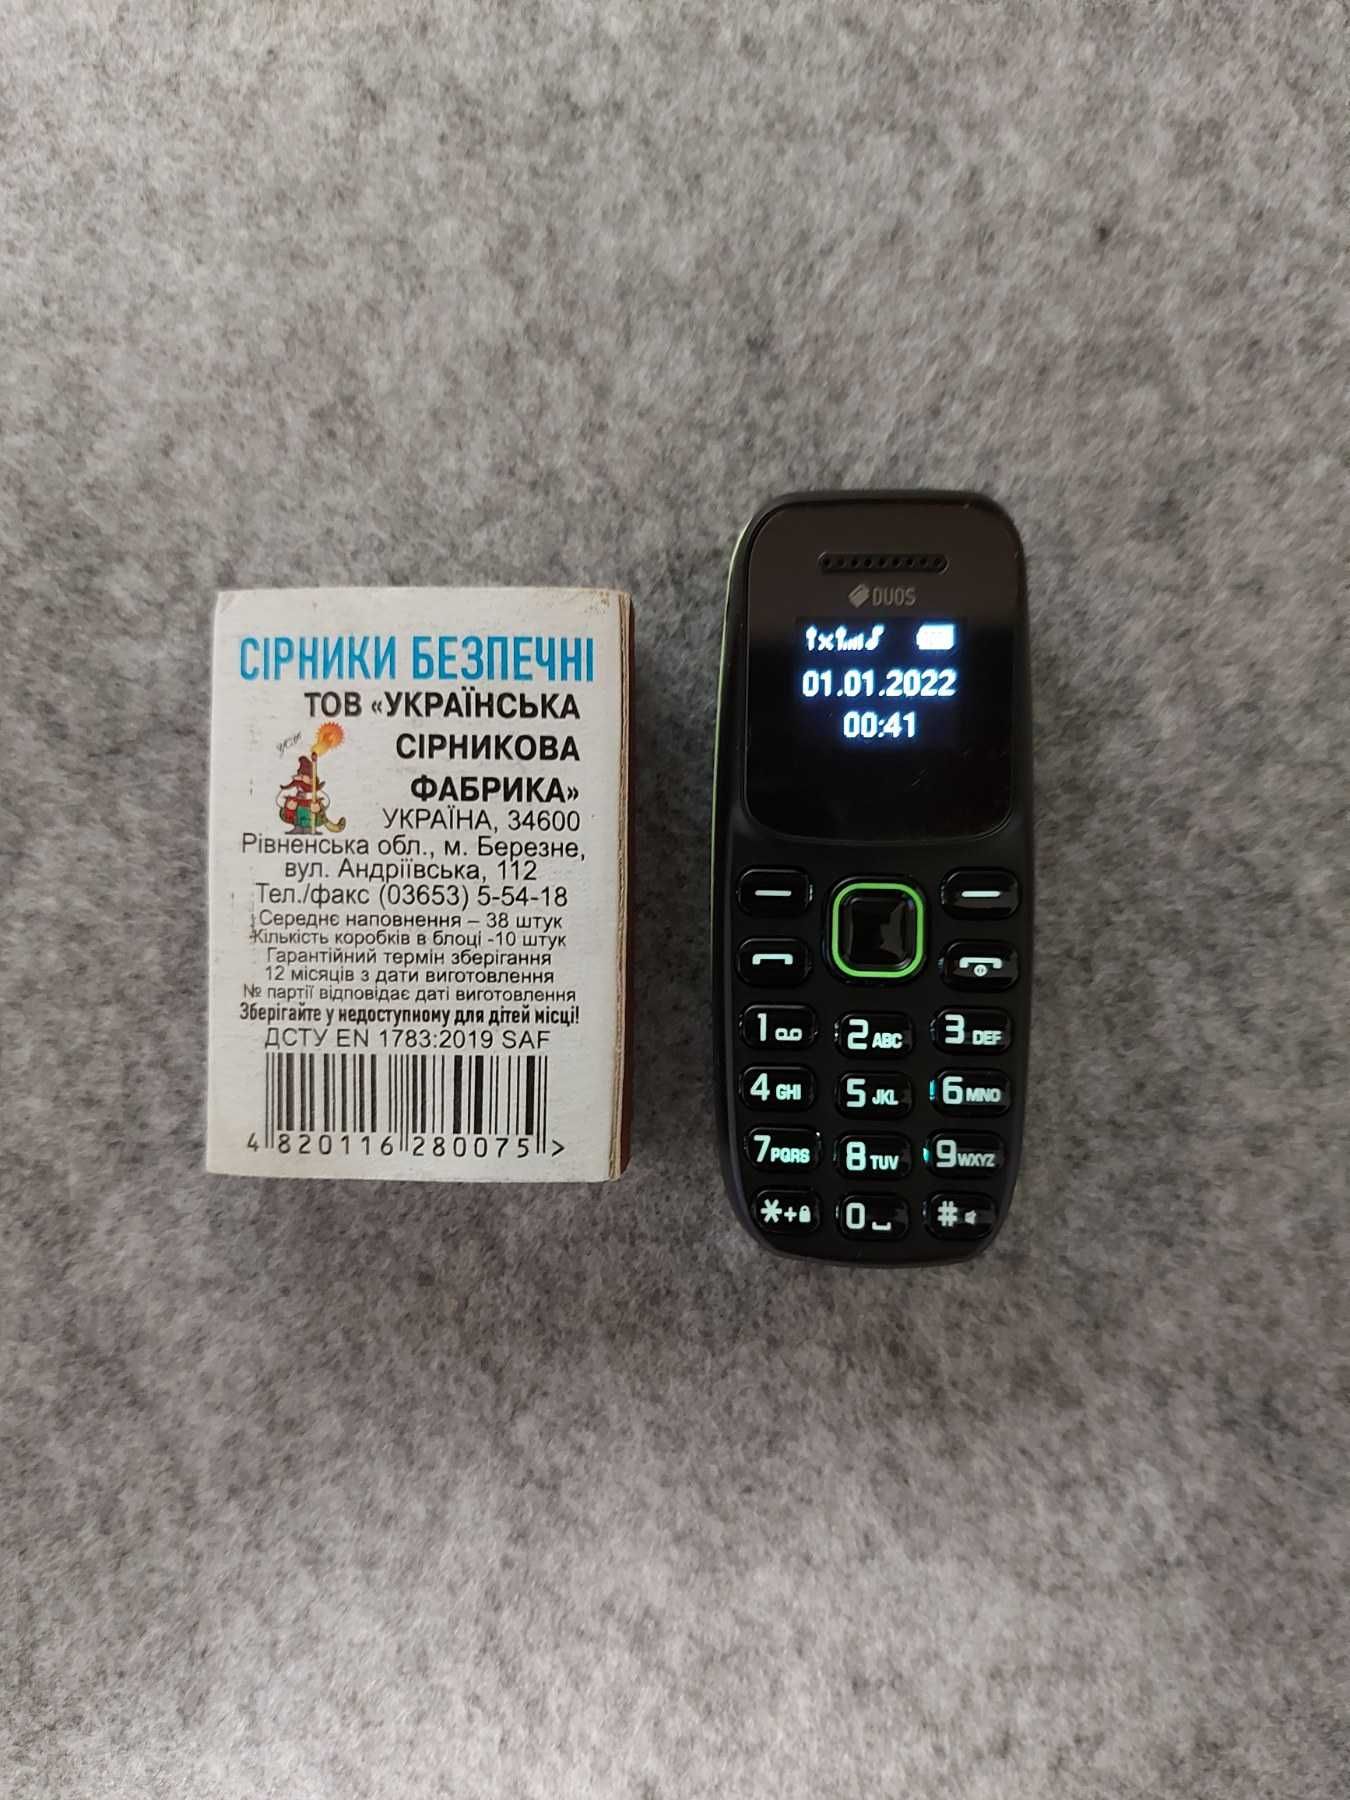 СІРНИКИ БЕЗПЕЧНІ
ТОВ «УКРАЇНСЬКА
СІРНИКОВА
ФАБРИКА»
УКРАЇНА, 34600
Рівненська обл., м. Березне,
вул. Андріївська, 112
Тел./факс (03653) 5-54-18
Середнє наповнення – 38 штук
Кількість коробків в блоці -10 штук
Гарантійний термін зберігання
12 місяців з дати виготовлення
№ партії відповідає даті виготовлення
Зберігайте у недоступному для дітей місці!
ДСТУ EN 1783:2019 SAF
4 820116 280075 >
DUOS
01.01.2022
00:41
1 2 ABC 3 DEF
4 GHI 5 JKL 6 MNO
7 PQRS 8 TUV 9 WXYZ
*+ 0 #